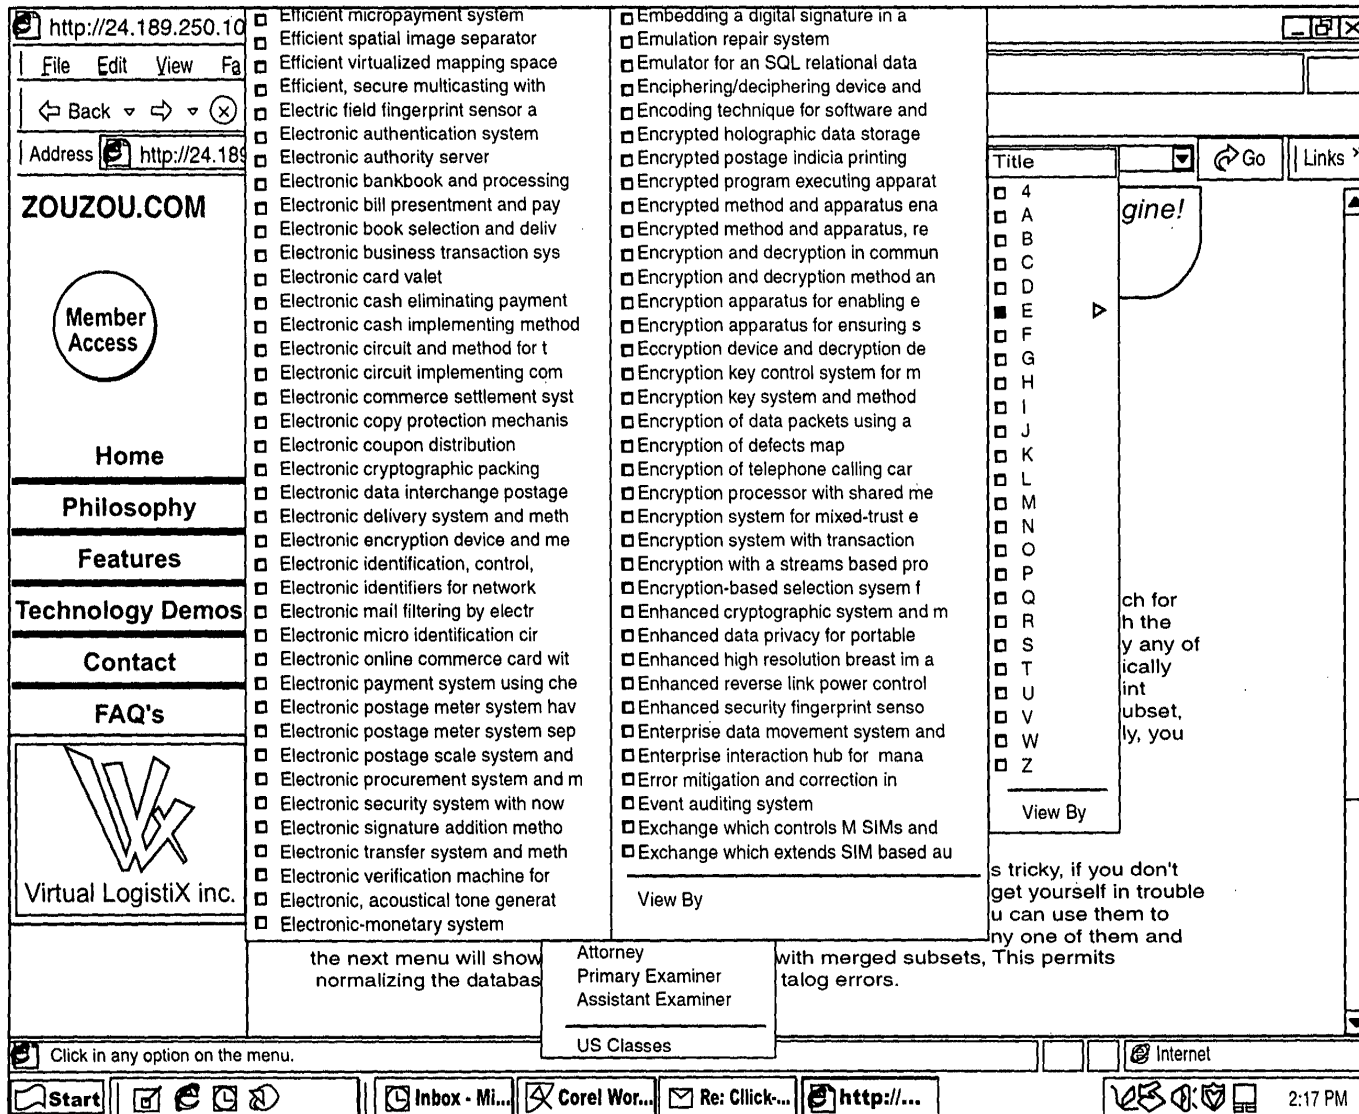 http://24.189.250.10
File Edit View Fa
Back
Address http://24.189
Go
Links »
ZOUZOU.COM
Member
Access
Home
Philosophy
Features
Technology Demos
Contact
FAQ's
Virtual LogistiX inc.
Efficient micropayment system
Efficient spatial image separator
Efficient virtualized mapping space
Efficient, secure multicasting with
Electric field fingerprint sensor a
Electronic authentication system
Electronic authority server
Electronic bankbook and processing
Electronic bill presentment and pay
Electronic book selection and deliv
Electronic business transaction sys
Electronic card valet
Electronic cash eliminating payment
Electronic cash implementing method
Electronic circuit and method for t
Electronic circuit implementing com
Electronic commerce settlement syst
Electronic copy protection mechanis
Electronic coupon distribution
Electronic cryptographic packing
Electronic data interchange postage
Electronic delivery system and meth
Electronic encryption device and me
Electronic identification, control,
Electronic identifiers for network
Electronic mail filtering by electr
Electronic micro identification cir
Electronic online commerce card wit
Electronic payment system using che
Electronic postage meter system hav
Electronic postage meter system sep
Electronic postage scale system and
Electronic procurement system and m
Electronic security system with now
Electronic signature addition metho
Electronic transfer system and meth
Electronic verification machine for
Electronic, acoustical tone generat
Electronic-monetary system
Embedding a digital signature in a
Emulation repair system
Emulator for an SQL relational data
Enciphering/deciphering device and
Encoding technique for software and
Encrypted holographic data storage
Encrypted postage indicia printing
Encrypted program executing apparat
Encrypted method and apparatus ena
Encrypted method and apparatus, re
Encryption and decryption in commun
Encryption and decryption method an
Encryption apparatus for enabling e
Encryption apparatus for ensuring s
Eccryption device and decryption de
Encryption key control system for m
Encryption key system and method
Encryption of data packets using a
Encryption of defects map
Encryption of telephone calling car
Encryption processor with shared me
Encryption system for mixed-trust e
Encryption system with transaction
Encryption with a streams based pro
Encryption-based selection sysem f
Enhanced cryptographic system and m
Enhanced data privacy for portable
Enhanced high resolution breast im a
Enhanced reverse link power control
Enhanced security fingerprint senso
Enterprise data movement system and
Enterprise interaction hub for mana
Error mitigation and correction in
Event auditing system
Exchange which controls M SIMs and
Exchange which extends SIM based au
View By
Title
4
A
B
C
D
E
F
G
H
I
J
K
L
M
N
O
P
Q
R
S
T
U
V
W
Z
View By
gine!
ch for
h the
y any of
ically
int
ubset,
ly, you
s tricky, if you don't
get yourself in trouble
u can use them to
ny one of them and
the next menu will show with merged subsets, This permits
normalizing the databas talog errors.
Attorney
Primary Examiner
Assistant Examiner
US Classes
Click in any option on the menu.
Internet
Start
Inbox - Mi...
Corel Wor...
Re: Cllick-...
http://...
2:17 PM